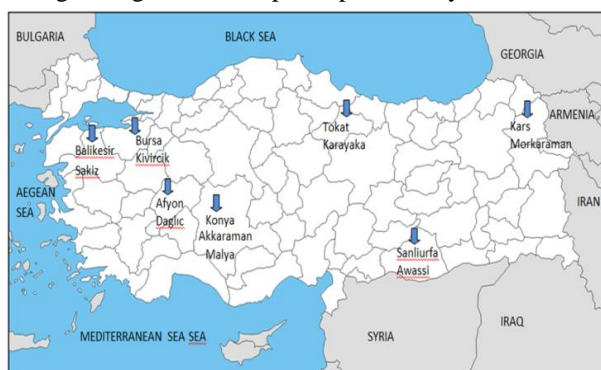 BULGARIA
BLACK SEA
GEORGIA
ARMENIA
Tokat
Karayaka
Kars
Morkaraman
Bursa
Kivircik
Balikesir
Sakiz
AEGEAN
SEA
IRAN
Afyon
Daglic
Konya
Akkaraman
Malya
Sanliurfa
Awassi
MEDITERRANEAN SEA SEA
SYRIA
IRAQ